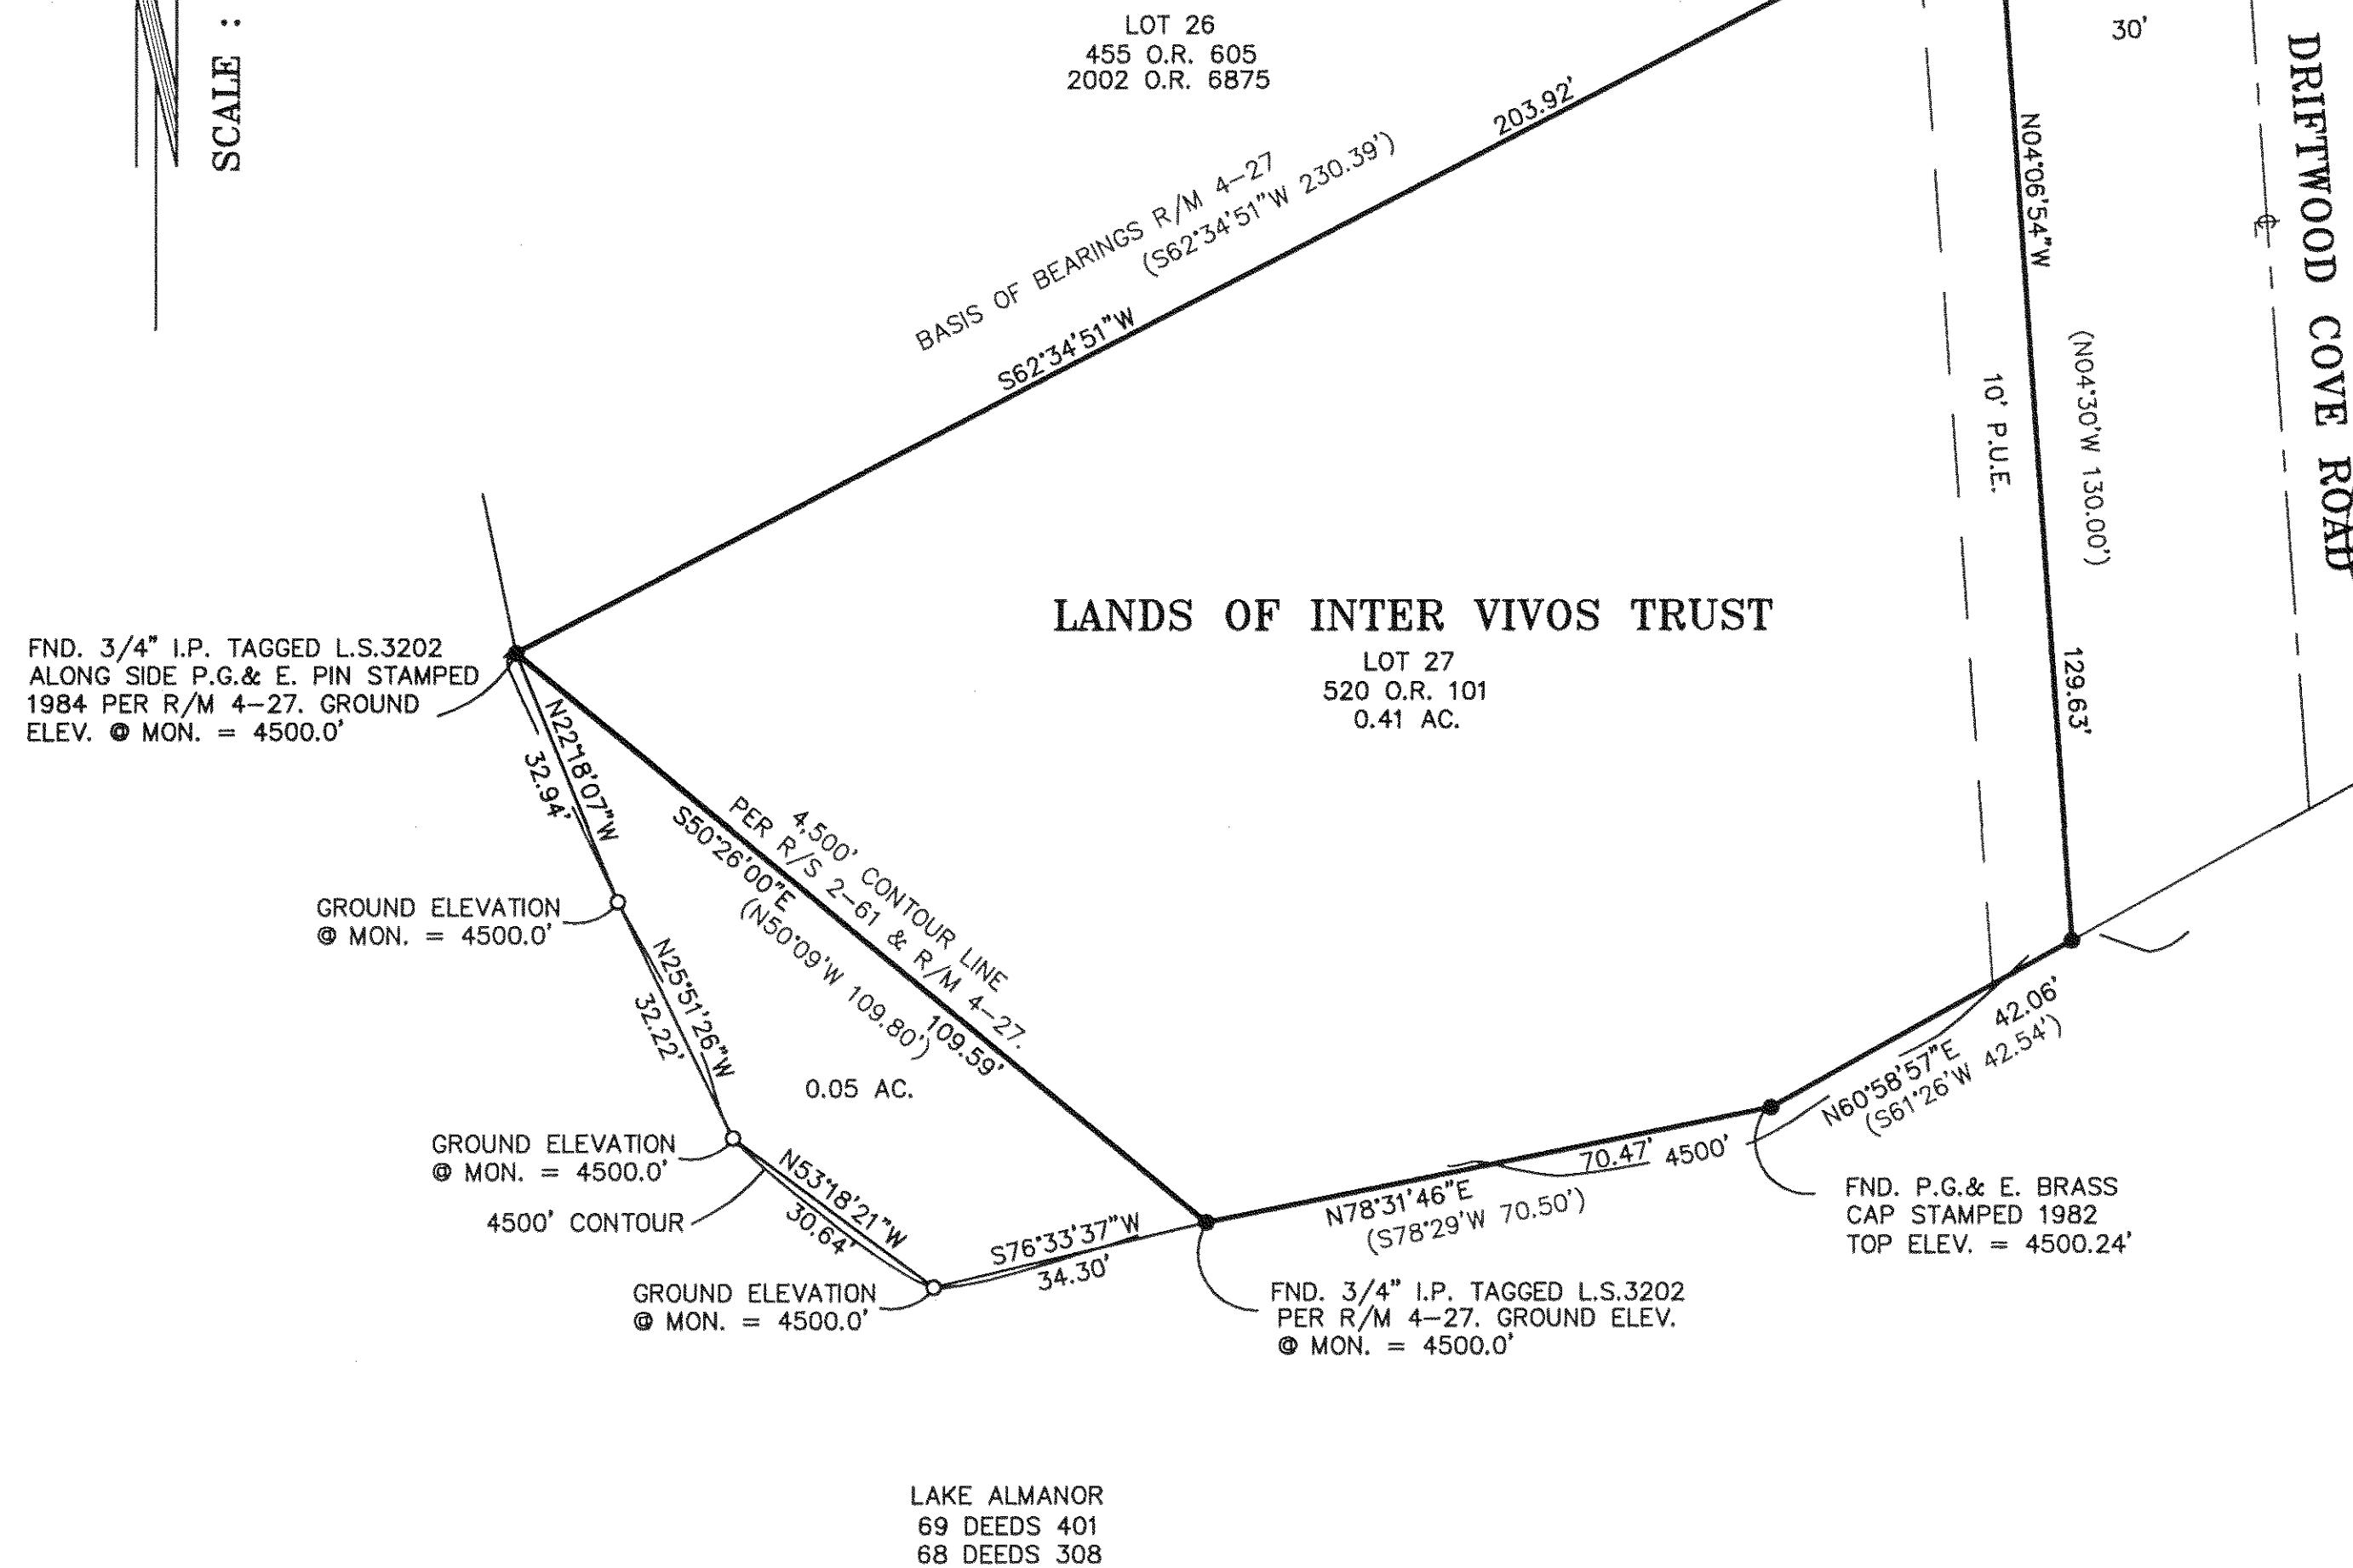 SCALE :
LOT 26
455 O.R. 605
2002 O.R. 6875
30'
DRIFTWOOD COVE ROAD
203.92'
BASIS OF BEARINGS R/M 4-27
(S62°34'51"W 230.39')
S62°34'51"W
N04°06'54"W
(N04°30'W 130.00')
10' P.U.E.
129.63'
LANDS OF INTER VIVOS TRUST
LOT 27
520 O.R. 101
0.41 AC.
FND. 3/4" I.P. TAGGED L.S.3202
ALONG SIDE P.G.& E. PIN STAMPED
1984 PER R/M 4-27. GROUND
ELEV. @ MON. = 4500.0'
N22°18'07"W
32.94'
4,500' CONTOUR LINE
PER R/S 2-61 & R/M 4-27.
S50°26'00"E
(N50°09'W 109.80')
109.59'
GROUND ELEVATION
@ MON. = 4500.0'
N25°51'26"W
32.22'
0.05 AC.
GROUND ELEVATION
@ MON. = 4500.0'
4500' CONTOUR
N53°18'21"W
30.64'
GROUND ELEVATION
@ MON. = 4500.0'
S76°33'37"W
34.30'
42.06'
N60°58'57"E
(S61°26'W 42.54')
70.47'
4500'
N78°31'46"E
(S78°29'W 70.50')
FND. P.G.& E. BRASS
CAP STAMPED 1982
TOP ELEV. = 4500.24'
FND. 3/4" I.P. TAGGED L.S.3202
PER R/M 4-27. GROUND ELEV.
@ MON. = 4500.0'
LAKE ALMANOR
69 DEEDS 401
68 DEEDS 308